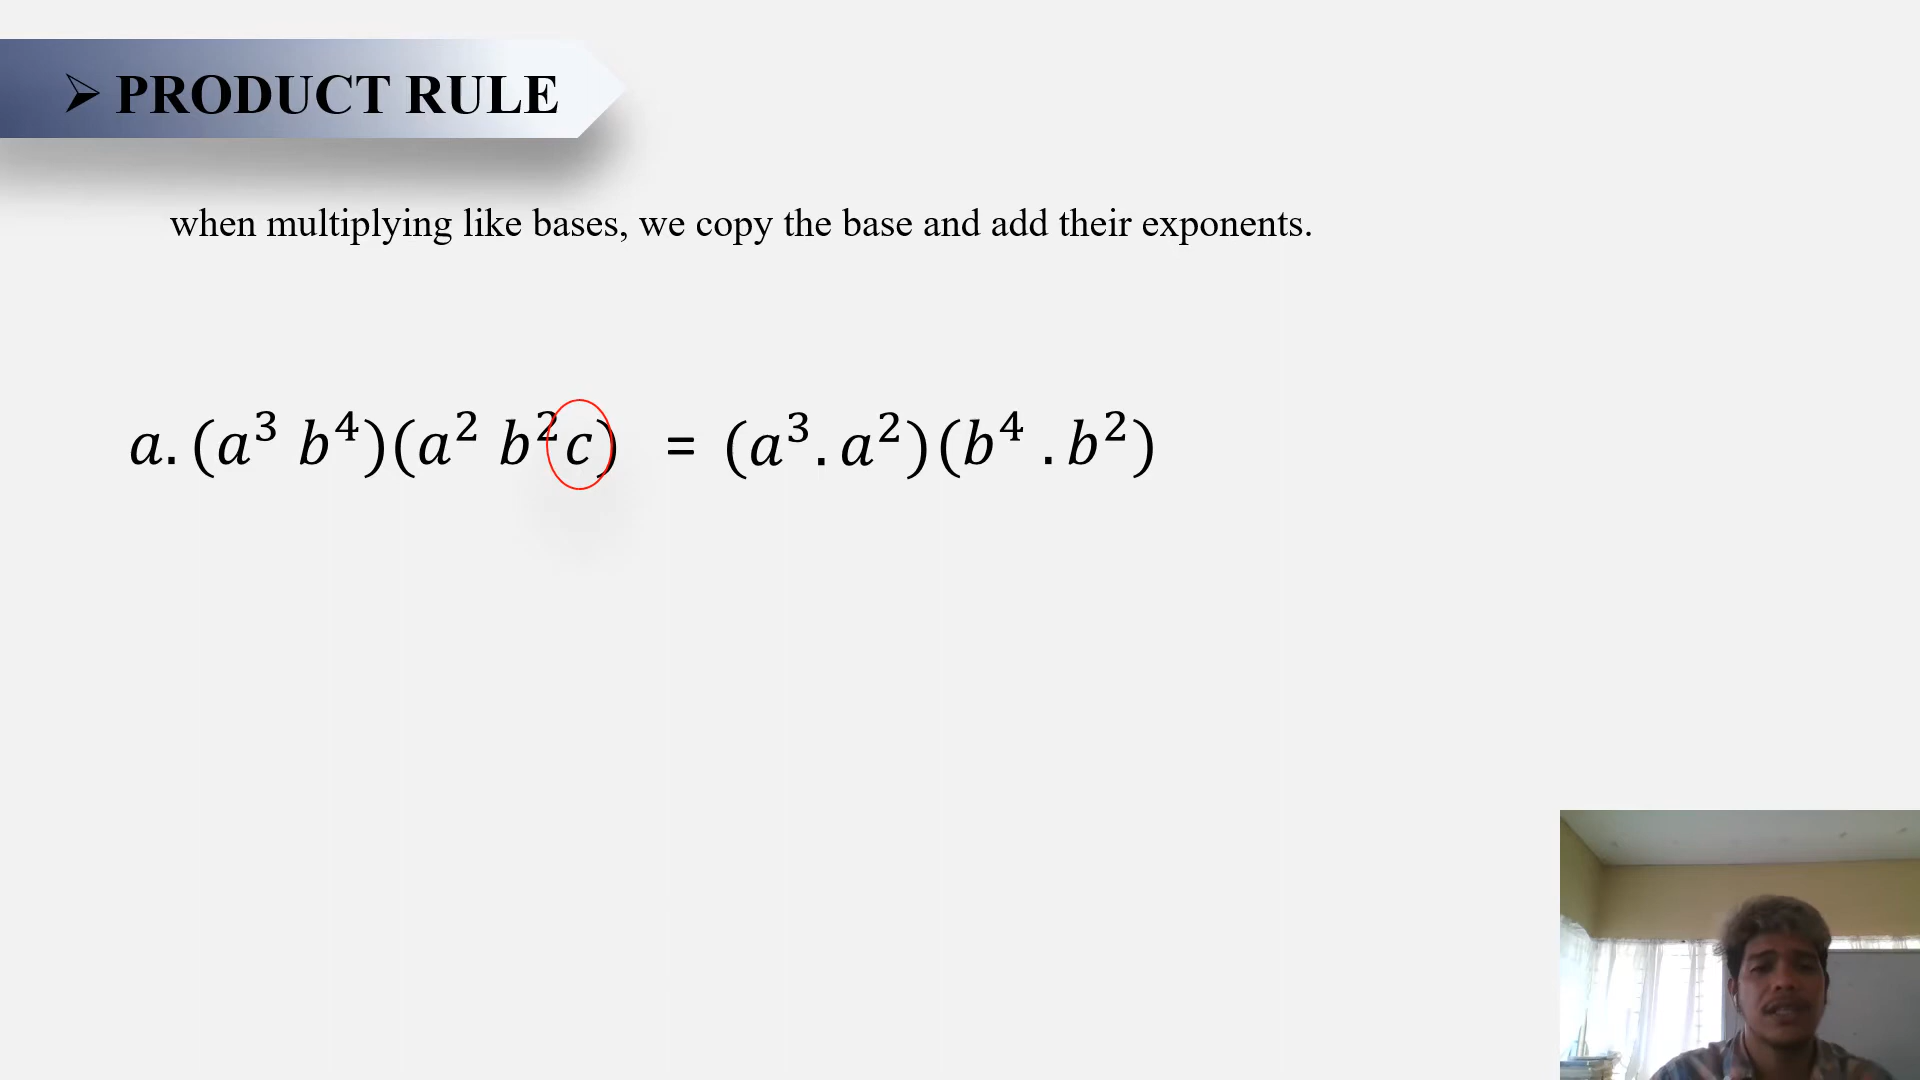 ➢ PRODUCT RULE
when multiplying like bases, we copy the base and add their exponents.
a. (a³ b⁴)(a² b²c) = (a³. a²)(b⁴ . b²)